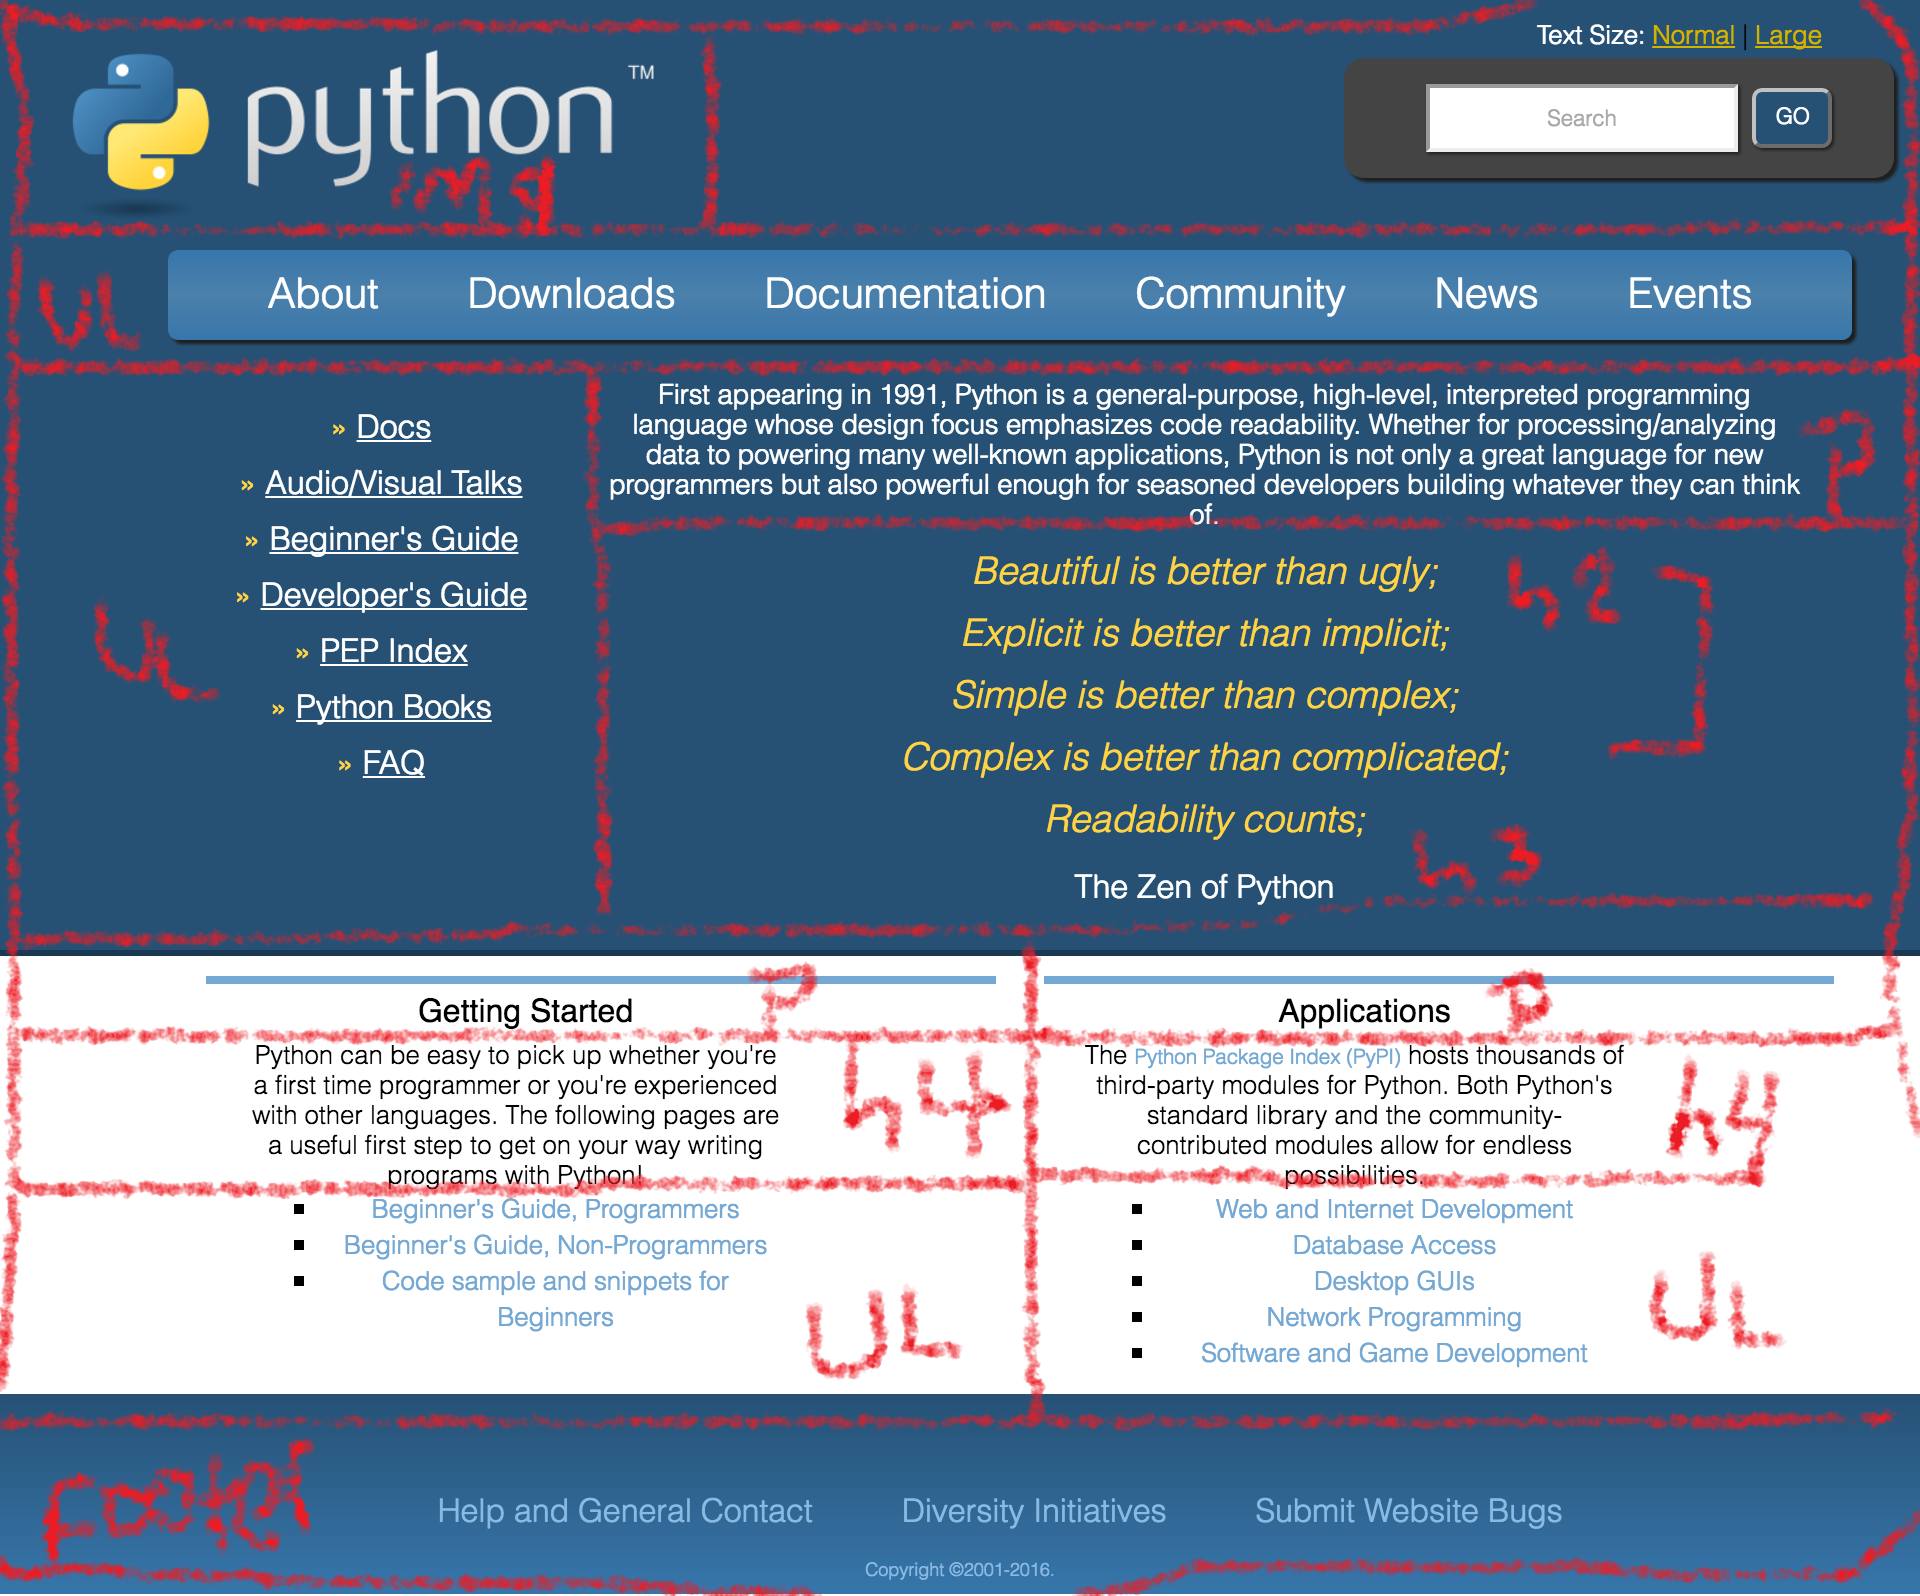 Text Size: Normal | Large
python TM
Search GO
img
UL
About Downloads Documentation Community News Events
» Docs
» Audio/Visual Talks
» Beginner's Guide
» Developer's Guide
» PEP Index
» Python Books
» FAQ
UL
First appearing in 1991, Python is a general-purpose, high-level, interpreted programming
language whose design focus emphasizes code readability. Whether for processing/analyzing
data to powering many well-known applications, Python is not only a great language for new
programmers but also powerful enough for seasoned developers building whatever they can think
of.
P
Beautiful is better than ugly;
Explicit is better than implicit;
Simple is better than complex;
Complex is better than complicated;
Readability counts;
h2
The Zen of Python
h3
Getting Started
P
Python can be easy to pick up whether you're
a first time programmer or you're experienced
with other languages. The following pages are
a useful first step to get on your way writing
programs with Python!
h4
Beginner's Guide, Programmers
Beginner's Guide, Non-Programmers
Code sample and snippets for
Beginners
UL
Applications
P
The Python Package Index (PyPI) hosts thousands of
third-party modules for Python. Both Python's
standard library and the community-
contributed modules allow for endless
possibilities.
h4
Web and Internet Development
Database Access
Desktop GUIs
Network Programming
Software and Game Development
UL
Footer
Help and General Contact Diversity Initiatives Submit Website Bugs
Copyright ©2001-2016.